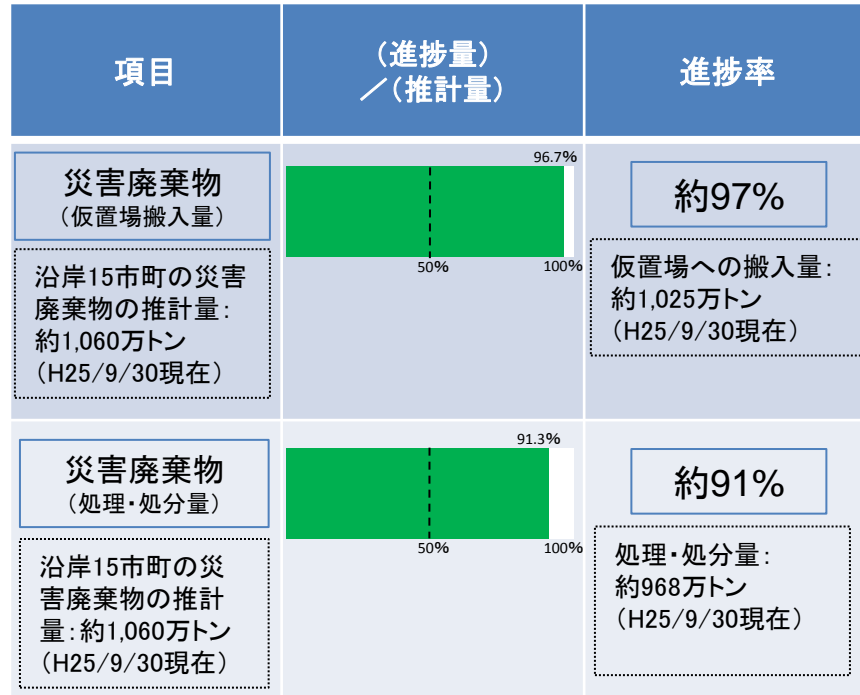 項目
（進捗量）
／（推計量）
進捗率
災害廃棄物
（仮置場搬入量）
沿岸15市町の災害
廃棄物の推計量：
約1,060万トン
（H25/9/30現在）
96.7%
50%
100%
約97%
仮置場への搬入量：
約1,025万トン
（H25/9/30現在）
災害廃棄物
（処理・処分量）
沿岸15市町の災
害廃棄物の推計
量：約1,060万トン
（H25/9/30現在）
91.3%
50%
100%
約91%
処理・処分量：
約968万トン
（H25/9/30現在）